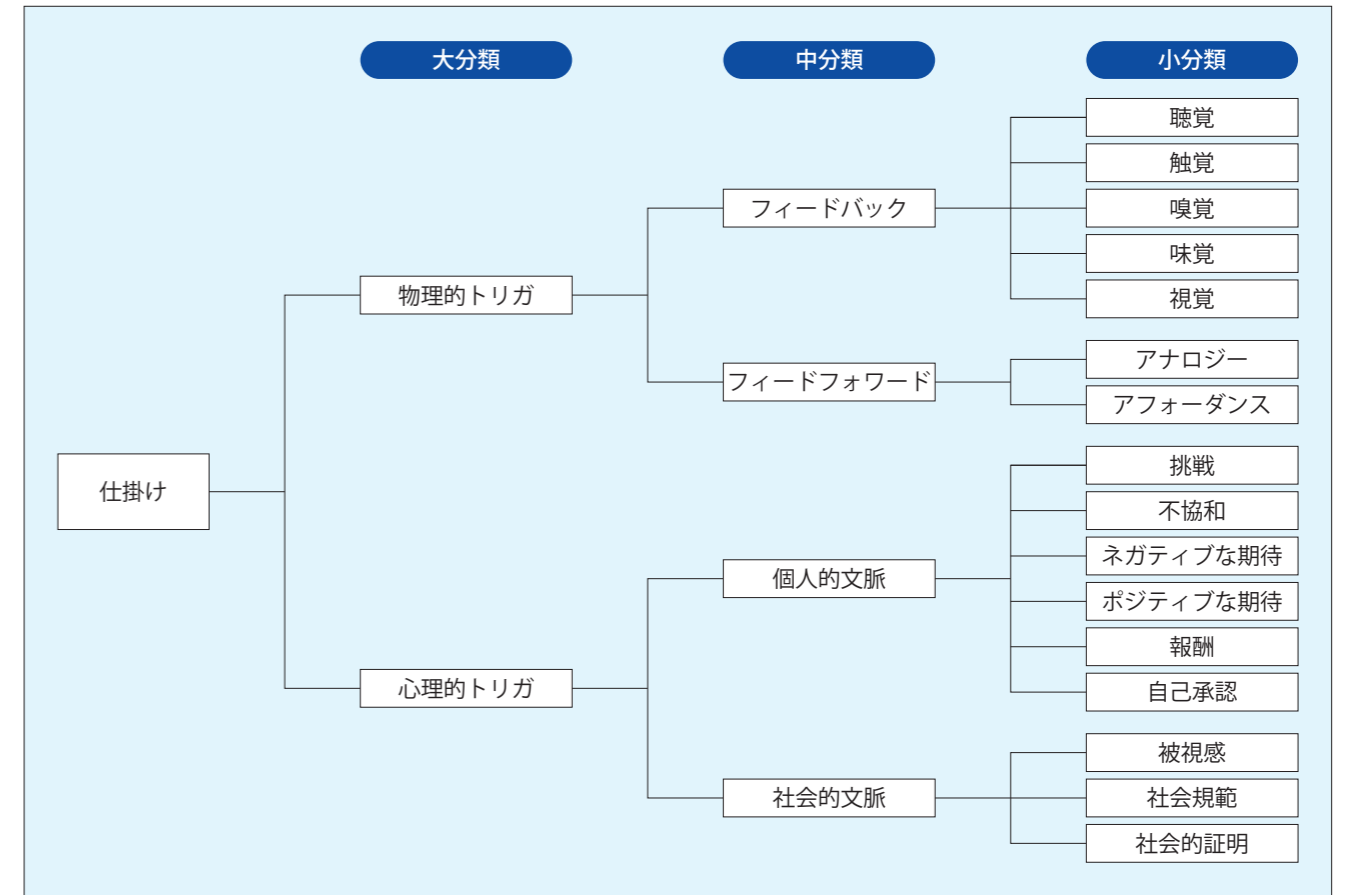 大分類
中分類
小分類
聴覚
触覚
フィードバック
嗅覚
味覚
物理的トリガ
視覚
アナロジー
フィードフォワード
アフォーダンス
仕掛け
挑戦
不協和
ネガティブな期待
個人的文脈
ポジティブな期待
報酬
心理的トリガ
自己承認
被視感
社会的文脈
社会規範
社会的証明